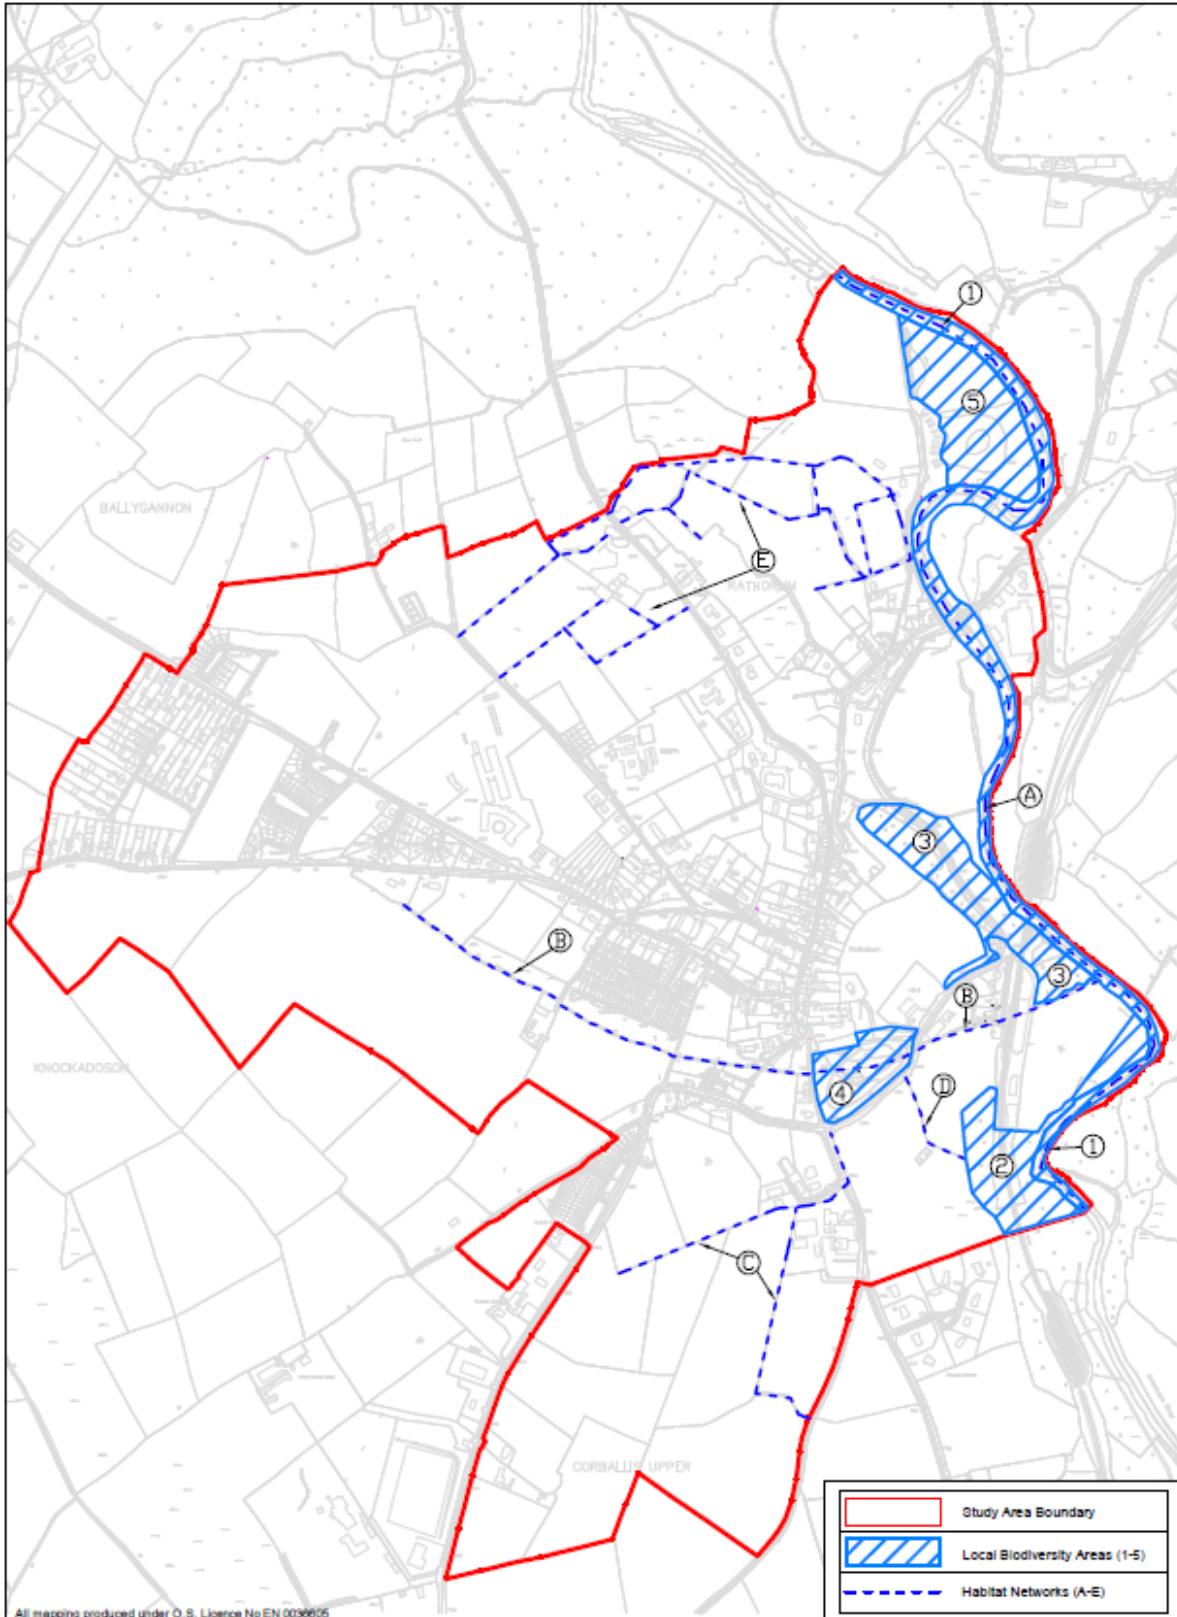 ①
⑤
BALLYGANNON
Ⓔ
RATHDRUM
Ⓐ
③
Ⓑ
③
Ⓑ
KNOCKADOSON
④
Ⓓ
①
②
Ⓒ
CORBALLIS UPPER
Study Area Boundary
Local Biodiversity Areas (1-5)
Habitat Networks (A-E)
All mapping produced under O.S. Licence No EN 0036605